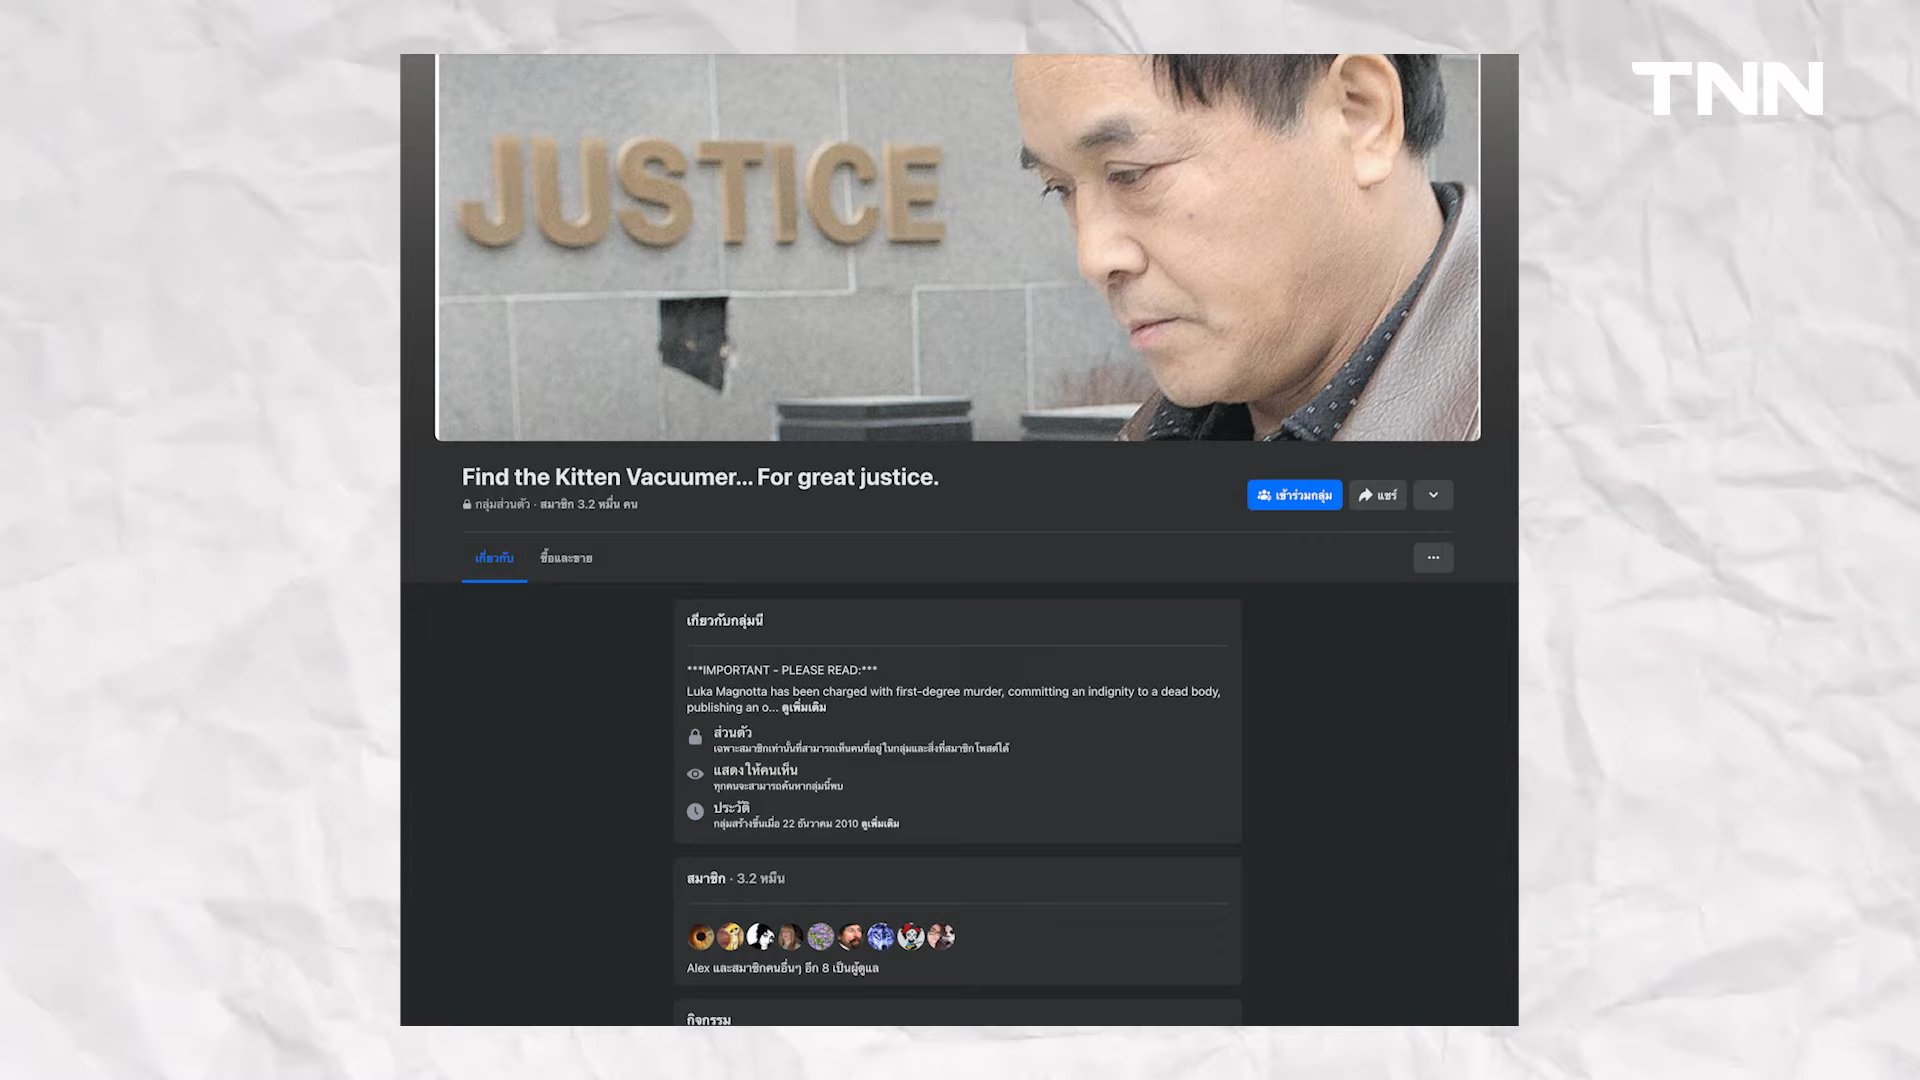 TNN
JUSTICE
Find the Kitten Vacuumer... For great justice.
กลุ่มส่วนตัว · สมาชิก 3.2 หมื่น คน
เข้าร่วมกลุ่ม
แชร์
เกี่ยวกับ
ซื้อและขาย
เกี่ยวกับกลุ่มนี้
***IMPORTANT - PLEASE READ:***
Luka Magnotta has been charged with first-degree murder, committing an indignity to a dead body,
publishing an o... ดูเพิ่มเติม
ส่วนตัว
เฉพาะสมาชิกเท่านั้นที่สามารถเห็นคนที่อยู่ในกลุ่มและสิ่งที่สมาชิกโพสต์ได้
แสดงให้คนเห็น
ทุกคนจะสามารถค้นหากลุ่มนี้พบ
ประวัติ
กลุ่มสร้างขึ้นเมื่อ 22 ธันวาคม 2010 ดูเพิ่มเติม
สมาชิก · 3.2 หมื่น
Alex และสมาชิกคนอื่นๆ อีก 8 เป็นผู้ดูแล
กิจกรรม